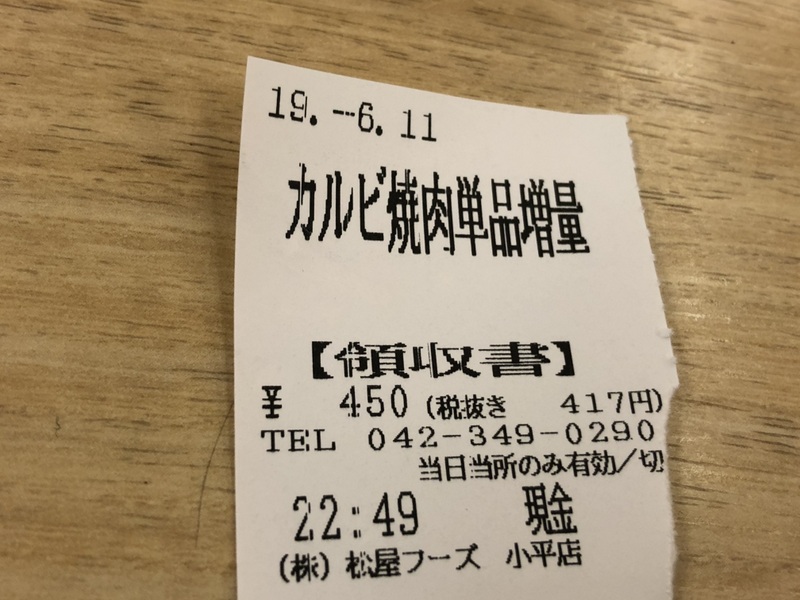 19.-6.11
カルビ焼肉単品増量
【領収書】
¥ 450 (税抜き 417円)
TEL 042-349-0290
当日当所のみ有効/切
22:49 現金
(株) 松屋フーズ 小平店